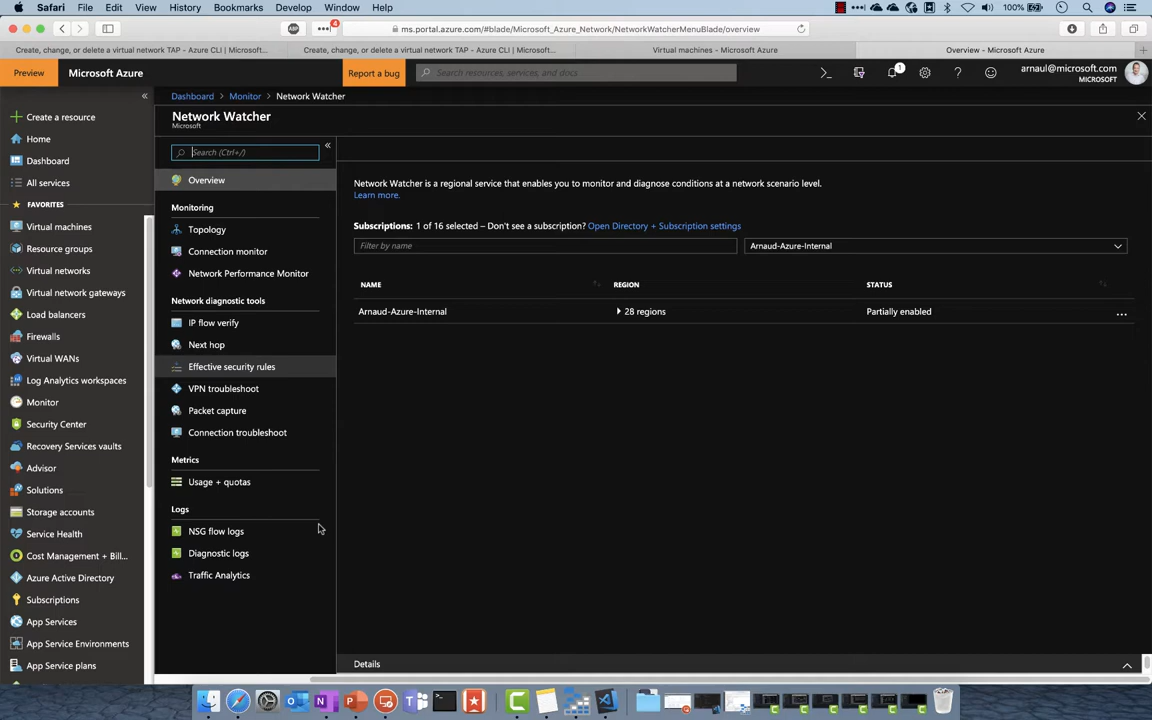 Safari File Edit View History Bookmarks Develop Window Help
4
100%
ms.portal.azure.com/#blade/Microsoft_Azure_Network/NetworkWatcherMenuBlade/overview
Create, change, or delete a virtual network TAP - Azure CLI | Microsoft...
Create, change, or delete a virtual network TAP - Azure CLI | Microsoft...
Virtual machines - Microsoft Azure
Overview - Microsoft Azure
Preview
Microsoft Azure
Report a bug
Search resources, services, and docs
1
arnaul@microsoft.com
MICROSOFT
Create a resource
Home
Dashboard
All services
FAVORITES
Virtual machines
Resource groups
Virtual networks
Virtual network gateways
Load balancers
Firewalls
Virtual WANs
Log Analytics workspaces
Monitor
Security Center
Recovery Services vaults
Advisor
Solutions
Storage accounts
Service Health
Cost Management + Bill...
Azure Active Directory
Subscriptions
App Services
App Service Environments
App Service plans
Dashboard > Monitor > Network Watcher
Network Watcher
Microsoft
Search (Ctrl+/)
Overview
Monitoring
Topology
Connection monitor
Network Performance Monitor
Network diagnostic tools
IP flow verify
Next hop
Effective security rules
VPN troubleshoot
Packet capture
Connection troubleshoot
Metrics
Usage + quotas
Logs
NSG flow logs
Diagnostic logs
Traffic Analytics
Network Watcher is a regional service that enables you to monitor and diagnose conditions at a network scenario level.
Learn more.
Subscriptions: 1 of 16 selected – Don't see a subscription? Open Directory + Subscription settings
Filter by name
Arnaud-Azure-Internal
NAME REGION STATUS
Arnaud-Azure-Internal 28 regions Partially enabled
Details